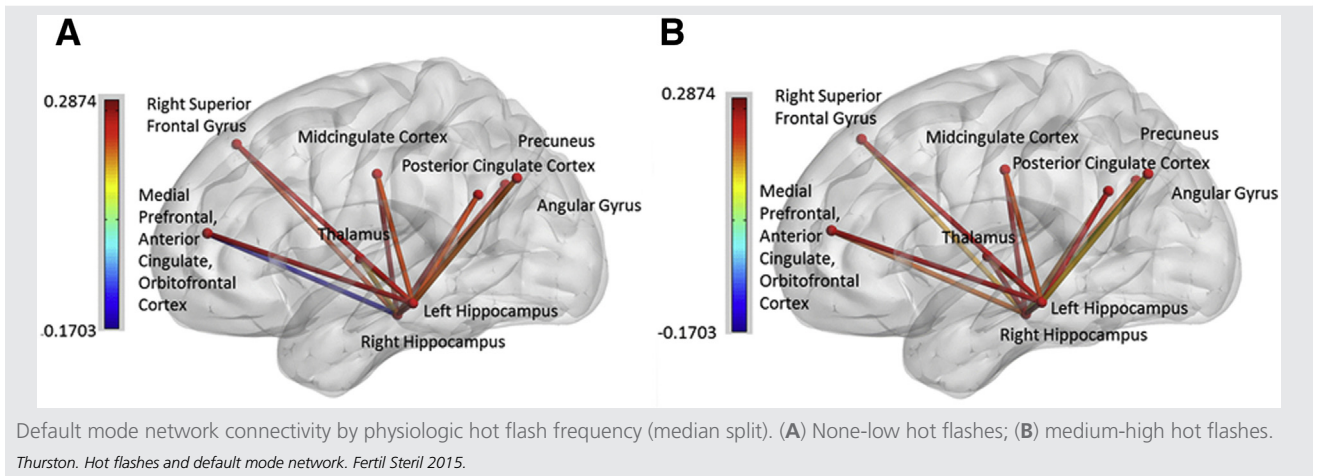 A
0.2874
Right Superior
Frontal Gyrus
Midcingulate Cortex
Precuneus
Posterior Cingulate Cortex
Medial
Prefrontal,
Anterior
Cingulate,
Orbitofrontal
Cortex
Angular Gyrus
Thalamus
Left Hippocampus
.0.1703
Right Hippocampus
B
0.2874
Right Superior
Frontal Gyrus
Midcingulate Cortex
Precuneus
Posterior Cingulate Cortex
Medial
Prefrontal,
Anterior
Cingulate,
Orbitofrontal
Cortex
Angular Gyrus
Thalamus
Left Hippocampus
-0.1703
Right Hippocampus
Default mode network connectivity by physiologic hot flash frequency (median split). (A) None-low hot flashes; (B) medium-high hot flashes.
Thurston. Hot flashes and default mode network. Fertil Steril 2015.